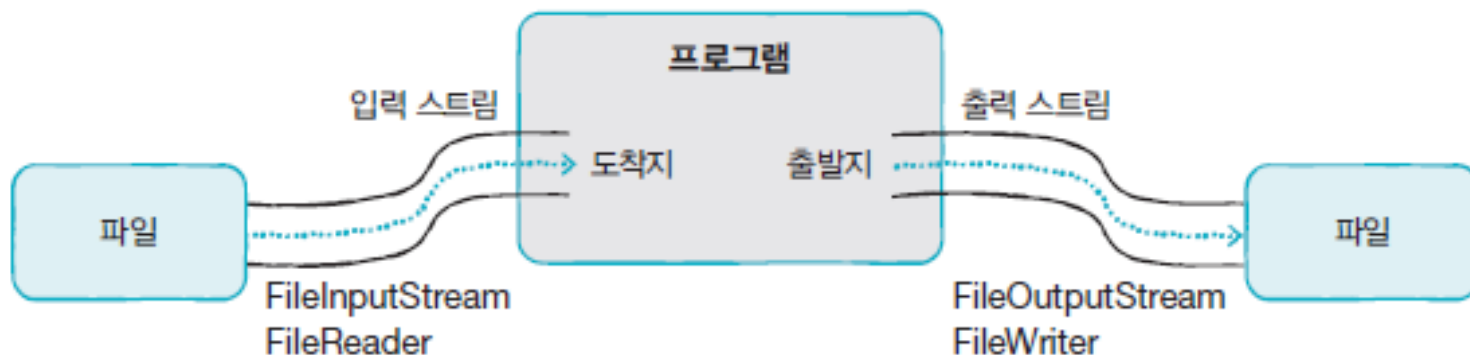 프로그램
입력 스트림
출력 스트림
도착지
출발지
파일
파일
FileInputStream
FileReader
FileOutputStream
FileWriter